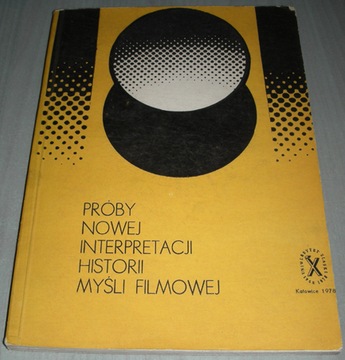 PRÓBY
NOWEJ
INTERPRETACJI
HISTORII
MYŚLI FILMOWEJ
Katowice 1978